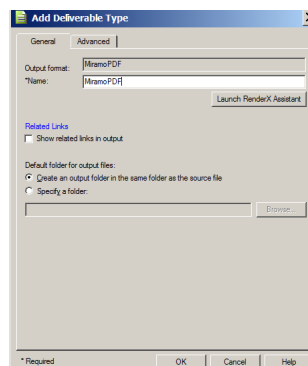 Add Deliverable Type
General Advanced
Output format: MiramoPDF
*Name: MiramoPDF
Launch RenderX Assistant
Related Links
Show related links in output
Default folder for output files:
Create an output folder in the same folder as the source file
Specify a folder:
Browse...
* Required OK Cancel Help